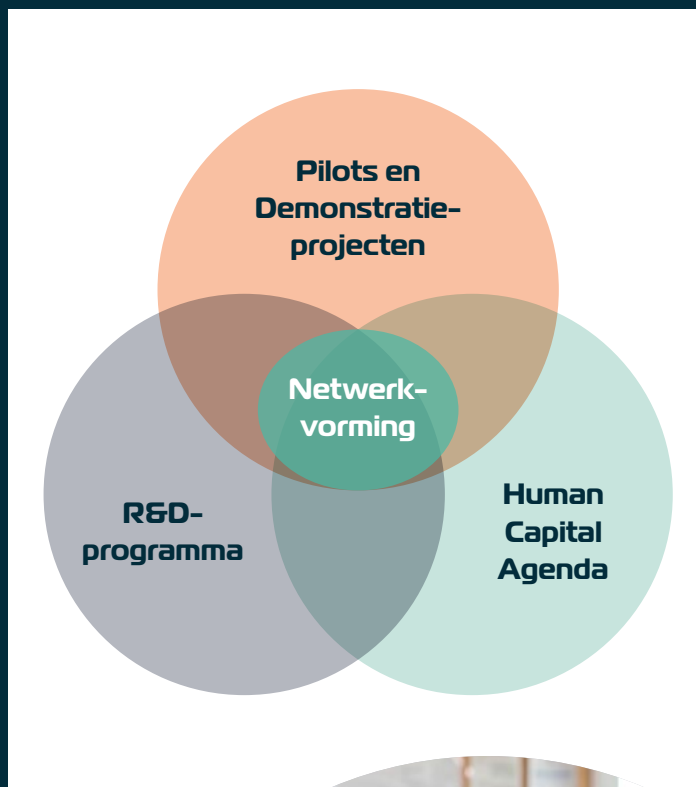 Pilots en
Demonstratie-
projecten
Netwerk-
vorming
R&D-
programma
Human
Capital
Agenda